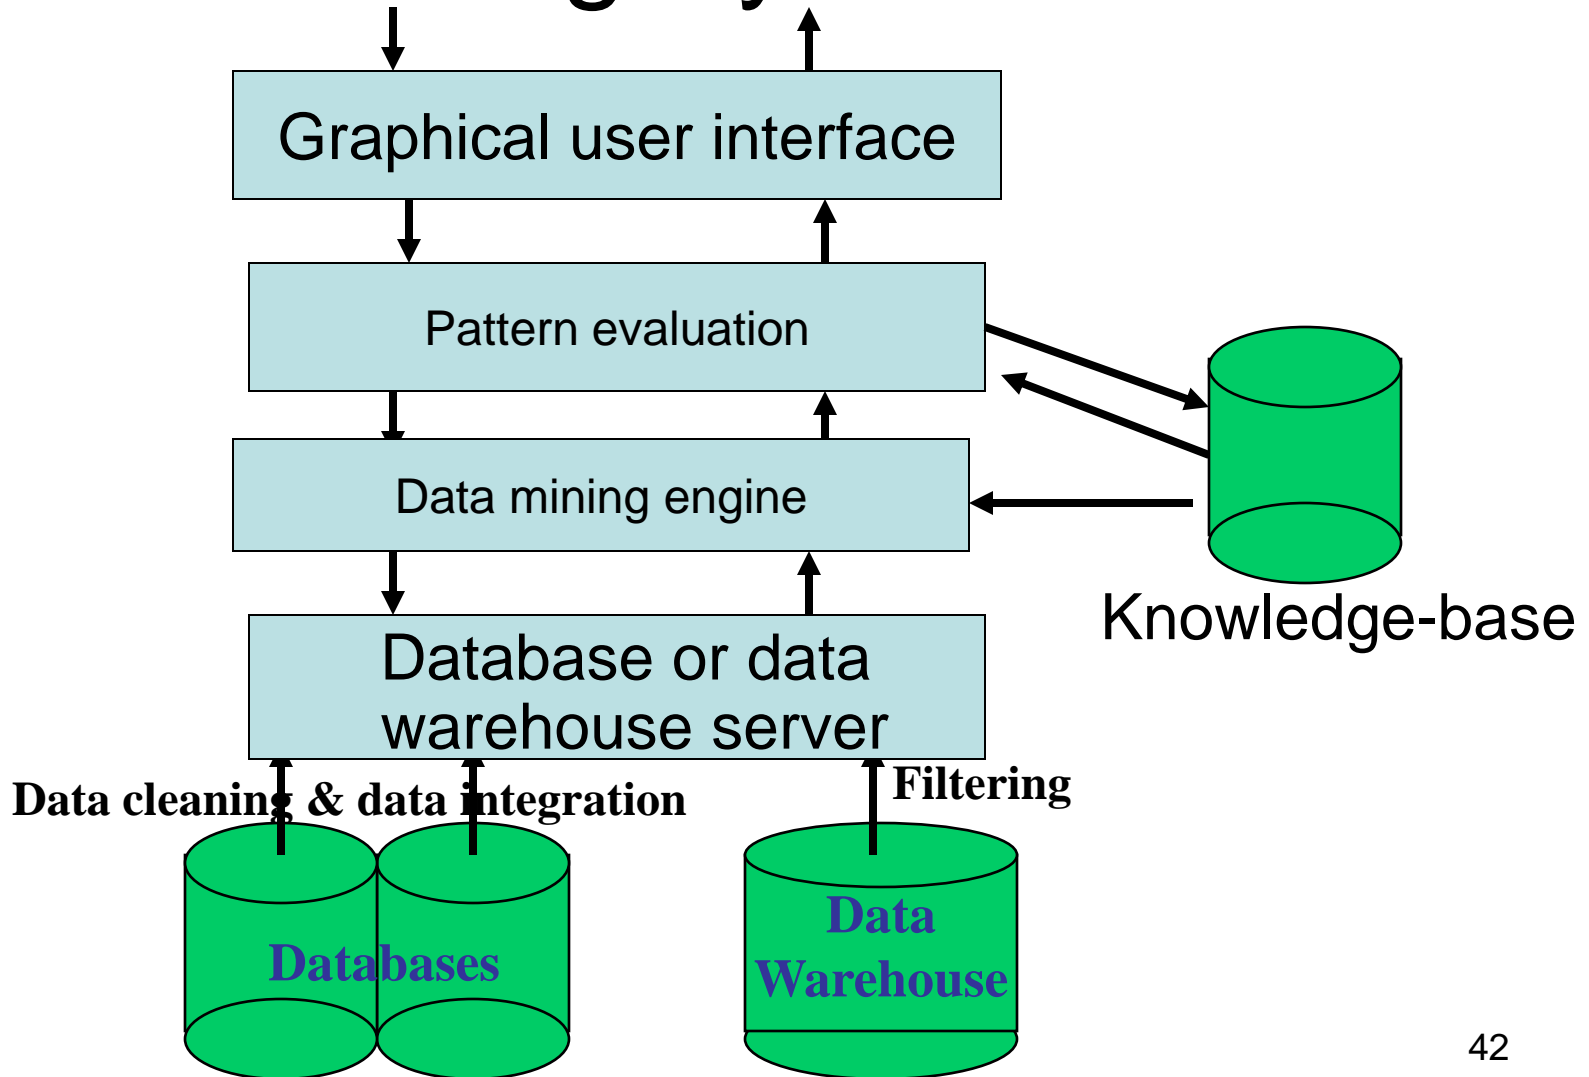 Graphical user interface
Pattern evaluation
Data mining engine
Knowledge-base
Database or data
warehouse server
Filtering
Data cleaning & data integration
Databases
Data
Warehouse
42